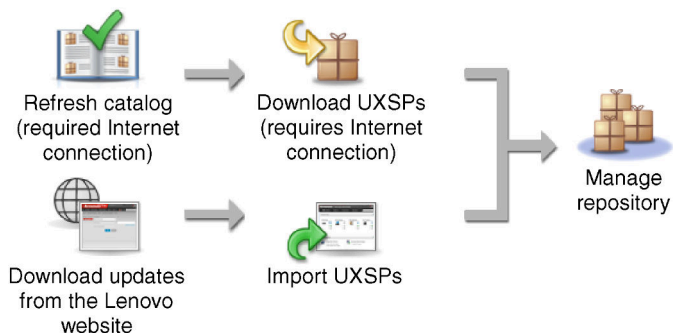 Refresh catalog
(required Internet
connection)
Download UXSPs
(requires Internet
connection)
Manage
repository
Download updates
from the Lenovo
website
Import UXSPs